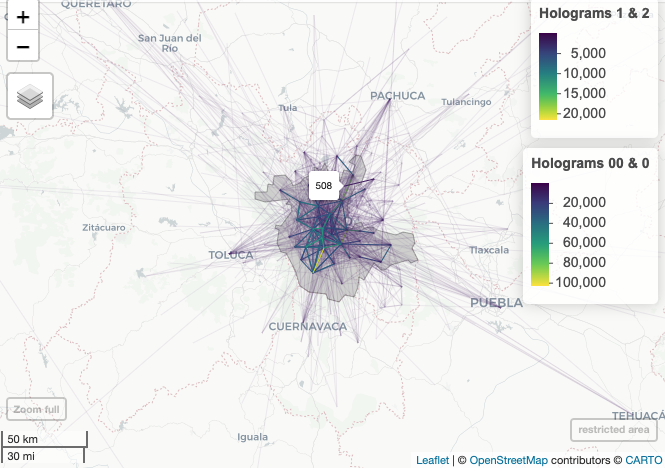 QUERETARO
+
−
San Juan del
Río
Holograms 1 & 2
5,000
10,000
15,000
20,000
PACHUCA
Tulancingo
Tula
Holograms 00 & 0
20,000
40,000
60,000
80,000
100,000
508
Zitácuaro
TOLUCA
Tlaxcala
PUEBLA
CUERNAVACA
Zoom full
TEHUACÁ
restricted area
50 km
30 mi
Iguala
Leaflet | © OpenStreetMap contributors © CARTO